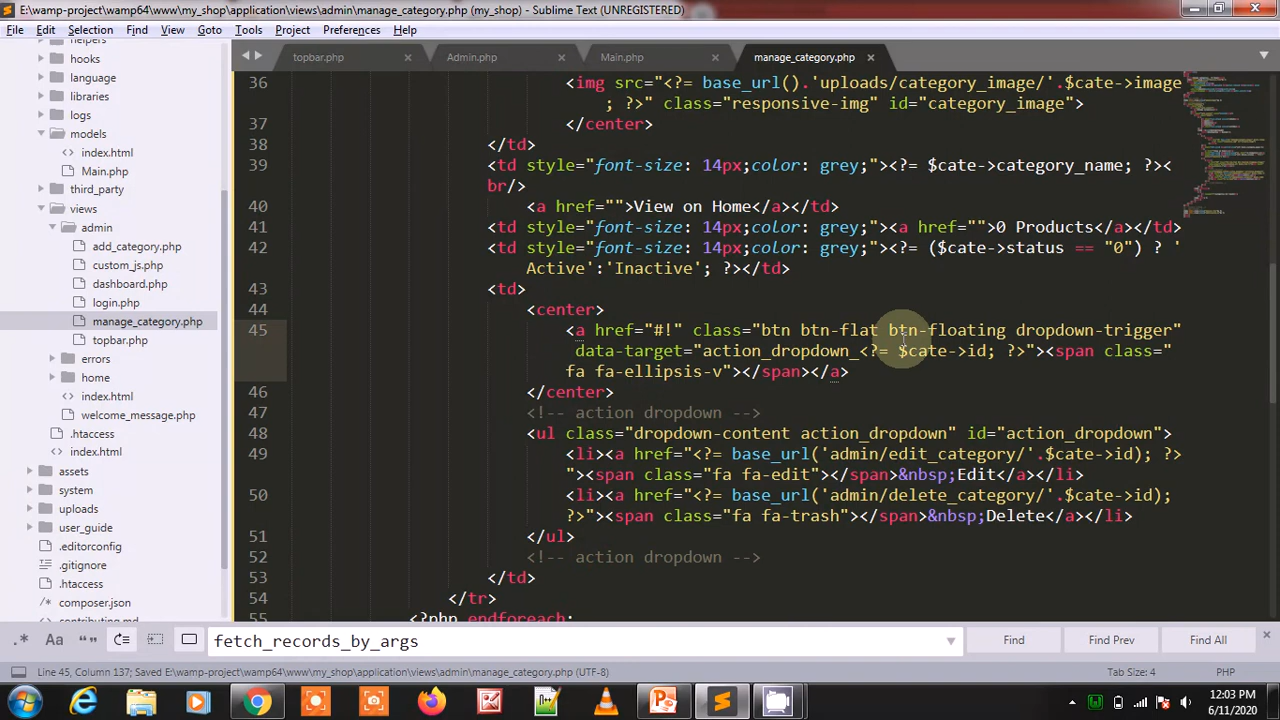 E:\wamp-project\wamp64\www\my_shop\application\views\admin\manage_category.php (my_shop) - Sublime Text (UNREGISTERED)
File Edit Selection Find View Goto Tools Project Preferences Help
helpers
hooks
language
libraries
logs
models
index.html
Main.php
third_party
views
admin
add_category.php
custom_js.php
dashboard.php
login.php
manage_category.php
topbar.php
errors
home
index.html
welcome_message.php
.htaccess
index.html
assets
system
uploads
user_guide
.editorconfig
.gitignore
.htaccess
composer.json
contributing.md
topbar.php Admin.php Main.php manage_category.php
36 <img src="<?= base_url().'uploads/category_image/'.$cate->image
; ?>" class="responsive-img" id="category_image">
37 </center>
38 </td>
39 <td style="font-size: 14px;color: grey;"><?= $cate->category_name; ?><
br/>
40 <a href="">View on Home</a></td>
41 <td style="font-size: 14px;color: grey;"><a href="">0 Products</a></td>
42 <td style="font-size: 14px;color: grey;"><?= ($cate->status == "0") ? '
Active':'Inactive'; ?></td>
43 <td>
44 <center>
45 <a href="#!" class="btn btn-flat btn-floating dropdown-trigger"
data-target="action_dropdown_<?= $cate->id; ?>"><span class="
fa fa-ellipsis-v"></span></a>
46 </center>
47 <!-- action dropdown -->
48 <ul class="dropdown-content action_dropdown" id="action_dropdown">
49 <li><a href="<?= base_url('admin/edit_category/'.$cate->id); ?>
"><span class="fa fa-edit"></span>&nbsp;Edit</a></li>
50 <li><a href="<?= base_url('admin/delete_category/'.$cate->id);
?>"><span class="fa fa-trash"></span>&nbsp;Delete</a></li>
51 </ul>
52 <!-- action dropdown -->
53 </td>
54 </tr>
55 <?php endforeach;
.* Aa “” fetch_records_by_args Find Find Prev Find All
Line 45, Column 137; Saved E:\wamp-project\wamp64\www\my_shop\application\views\Admin\manage_category.php (UTF-8) Tab Size: 4 PHP
12:03 PM
6/11/2020